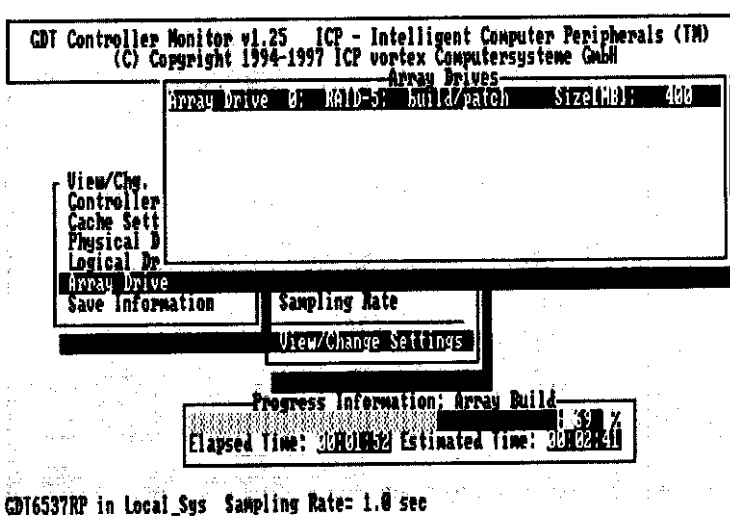 GDT Controller Monitor v1.25 ICP - Intelligent Computer Peripherals (TM)
(C) Copyright 1994-1997 ICP vortex Computersysteme GmbH
Array Drives
Array Drive 0: RAID-5: build/patch Size[MB]: 400
View/Chg.
Controller
Cache Sett
Physical D
Logical Dr
Array Drive
Save Information
Sampling Rate
View/Change Settings
Progress Information: Array Build
: 69 %
Elapsed Time: 00:01:52 Estimated Time: 00:02:41
GDT6537RP in Local_Sys Sampling Rate= 1.0 sec